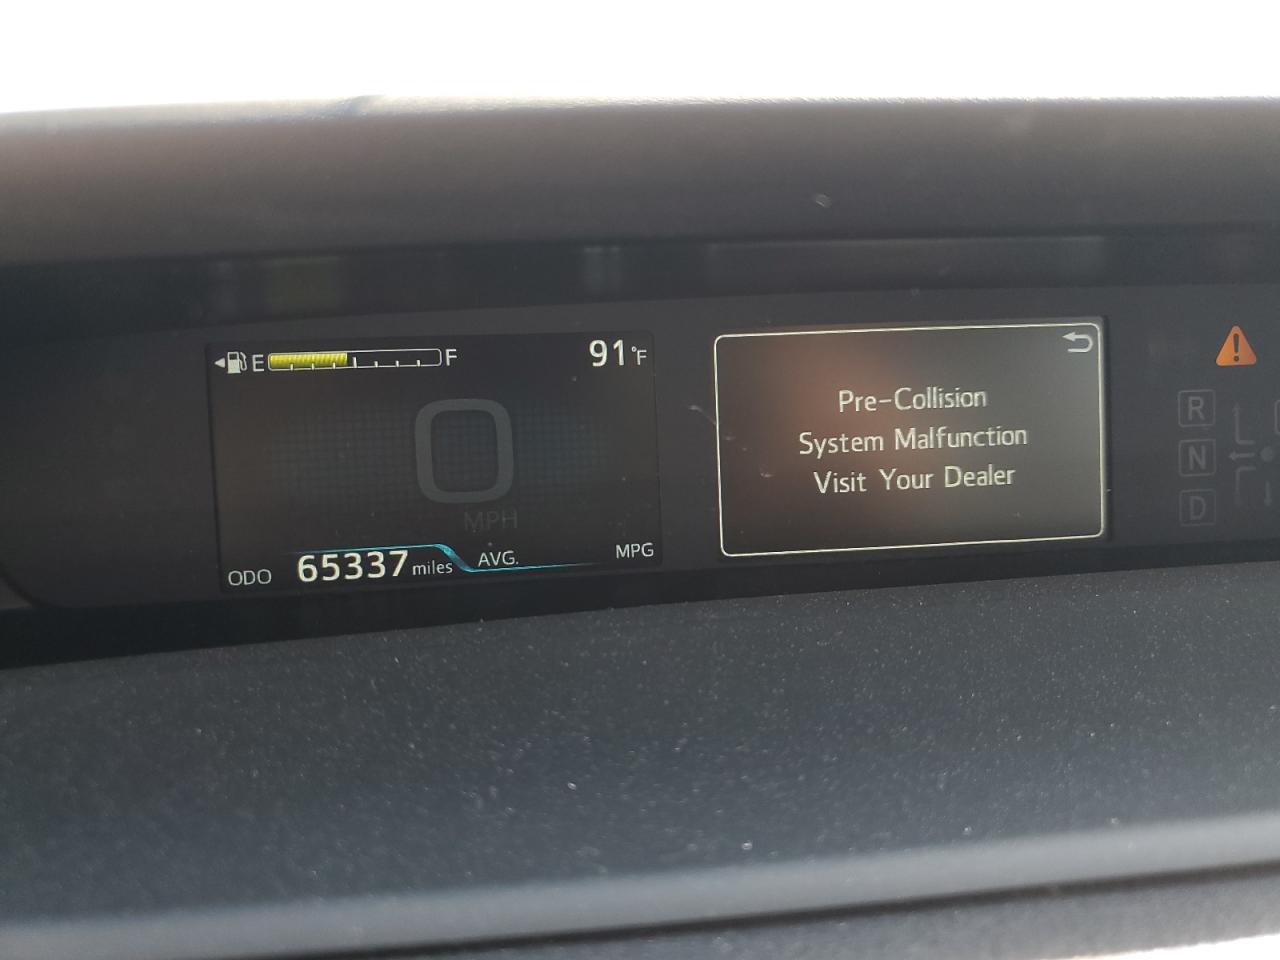 E F
91°F
0
MPH
ODO 65337 miles AVG. MPG
Pre-Collision
System Malfunction
Visit Your Dealer
R
N
D